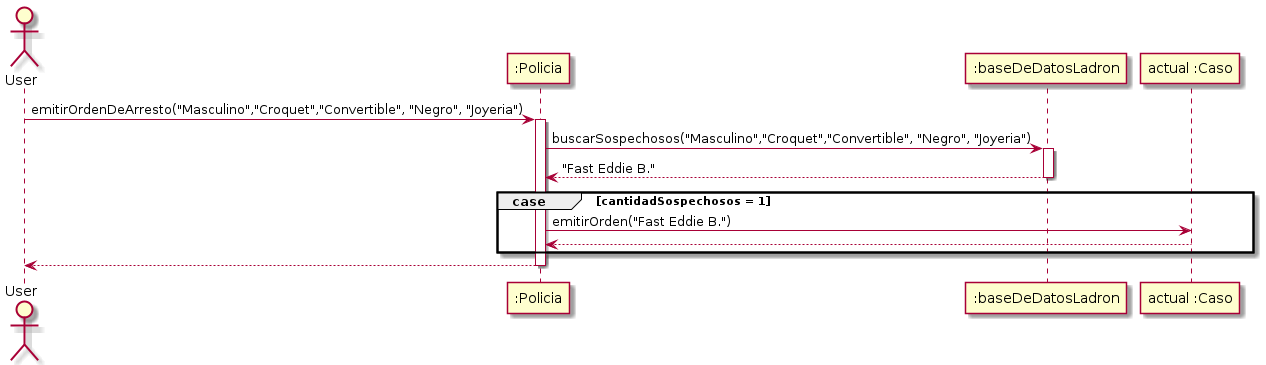 User
:Policia
:baseDeDatosLadron
actual :Caso
emitirOrdenDeArresto("Masculino","Croquet","Convertible", "Negro", "Joyeria")
buscarSospechosos("Masculino","Croquet","Convertible", "Negro", "Joyeria")
"Fast Eddie B."
case
[cantidadSospechosos = 1]
emitirOrden("Fast Eddie B.")
User
:Policia
:baseDeDatosLadron
actual :Caso